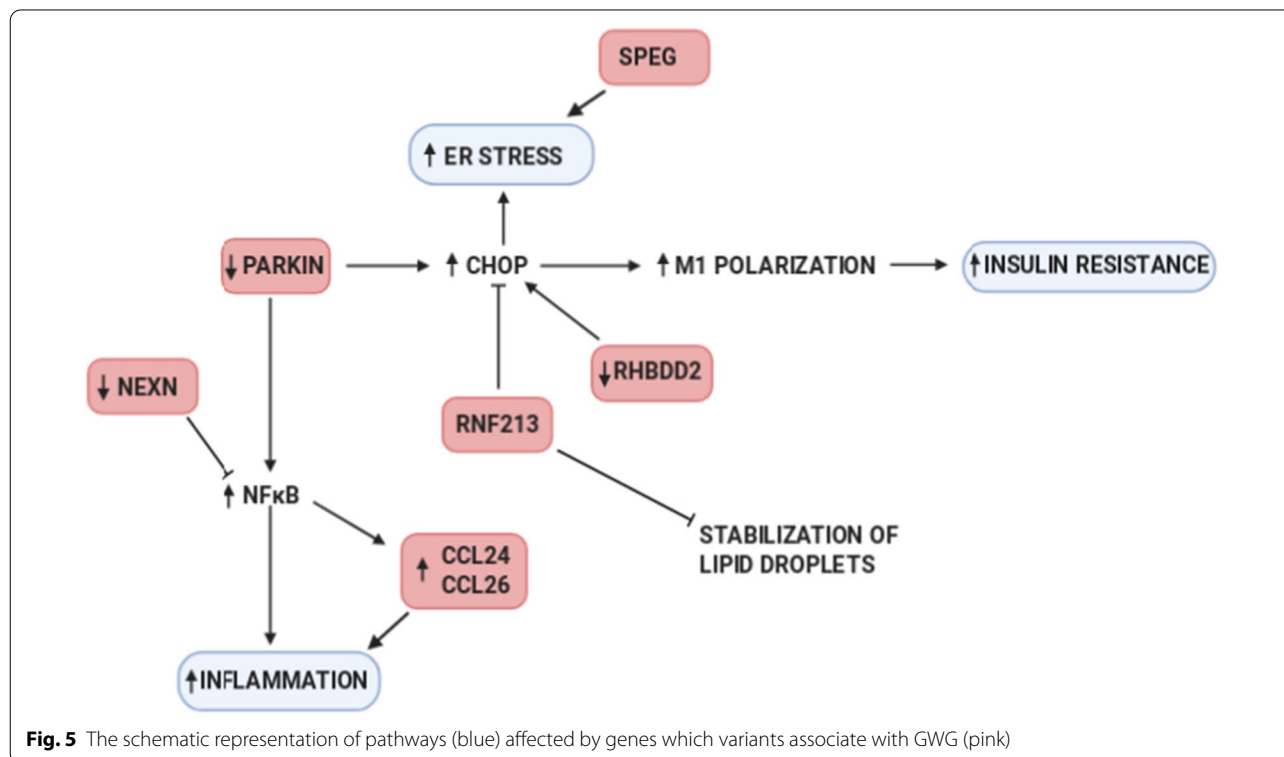 SPEG
↑ ER STRESS
↓ PARKIN
↑ CHOP
↑ M1 POLARIZATION
↑ INSULIN RESISTANCE
↓ NEXN
↓ RHBDD2
RNF213
↑ NFκB
STABILIZATION OF
LIPID DROPLETS
↑ CCL24
CCL26
↑ INFLAMMATION
Fig. 5 The schematic representation of pathways (blue) affected by genes which variants associate with GWG (pink)